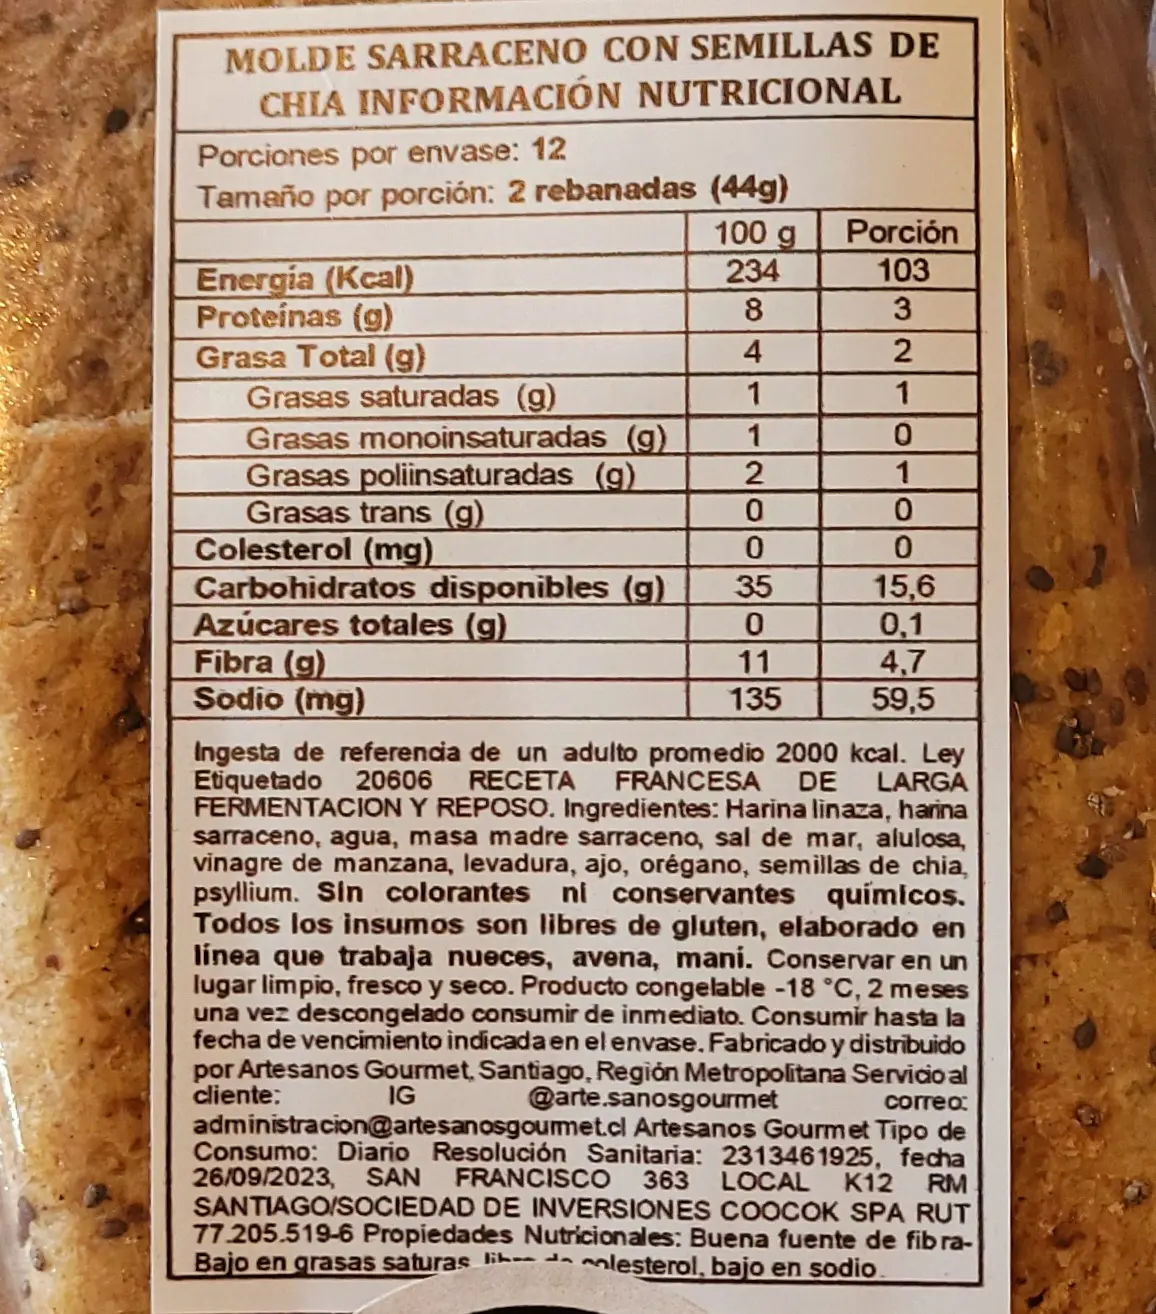 MOLDE SARRACENO CON SEMILLAS DE
CHIA INFORMACIÓN NUTRICIONAL
Porciones por envase: 12
Tamaño por porción: 2 rebanadas (44g)
100 g Porción
Energía (Kcal) 234 103
Proteínas (g) 8 3
Grasa Total (g) 4 2
Grasas saturadas (g) 1 1
Grasas monoinsaturadas (g) 1 0
Grasas poliinsaturadas (g) 2 1
Grasas trans (g) 0 0
Colesterol (mg) 0 0
Carbohidratos disponibles (g) 35 15,6
Azúcares totales (g) 0 0,1
Fibra (g) 11 4,7
Sodio (mg) 135 59,5
Ingesta de referencia de un adulto promedio 2000 kcal. Ley
Etiquetado 20606 RECETA FRANCESA DE LARGA
FERMENTACION Y REPOSO. Ingredientes: Harina linaza, harina
sarraceno, agua, masa madre sarraceno, sal de mar, alulosa,
vinagre de manzana, levadura, ajo, orégano, semillas de chia,
psyllium. Sin colorantes ni conservantes químicos.
Todos los insumos son libres de gluten, elaborado en
línea que trabaja nueces, avena, maní. Conservar en un
lugar limpio, fresco y seco. Producto congelable -18 °C, 2 meses
una vez descongelado consumir de inmediato. Consumir hasta la
fecha de vencimiento indicada en el envase. Fabricado y distribuido
por Artesanos Gourmet, Santiago, Región Metropolitana Servicio al
cliente: IG @arte.sanosgourmet correo:
administracion@artesanosgourmet.cl Artesanos Gourmet Tipo de
Consumo: Diario Resolución Sanitaria: 2313461925, fecha
26/09/2023, SAN FRANCISCO 363 LOCAL K12 RM
SANTIAGO/SOCIEDAD DE INVERSIONES COOCOK SPA RUT
77.205.519-6 Propiedades Nutricionales: Buena fuente de fibra-
Bajo en grasas saturas, libre de colesterol, bajo en sodio.